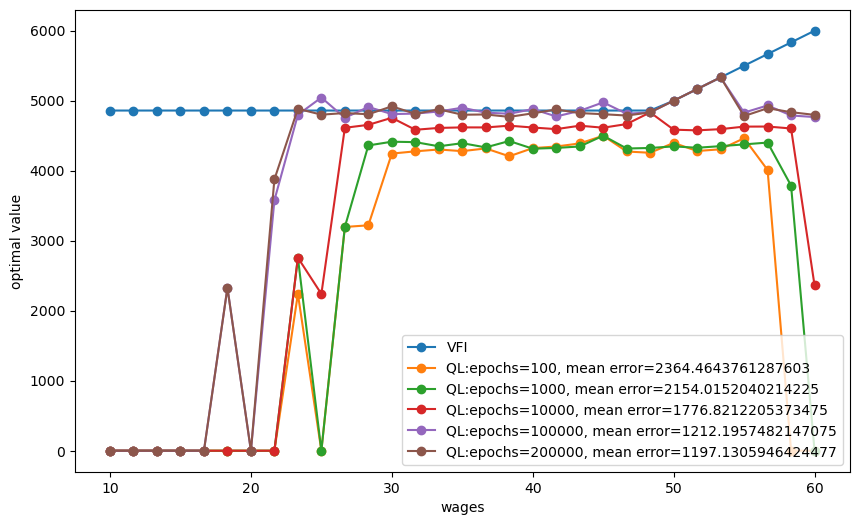 6000
5000
4000
3000
2000
1000
0
optimal value
10
20
30
40
50
60
wages
VFI
QL:epochs=100, mean error=2364.4643761287603
QL:epochs=1000, mean error=2154.0152040214225
QL:epochs=10000, mean error=1776.8212205373475
QL:epochs=100000, mean error=1212.1957482147075
QL:epochs=200000, mean error=1197.1305946424477